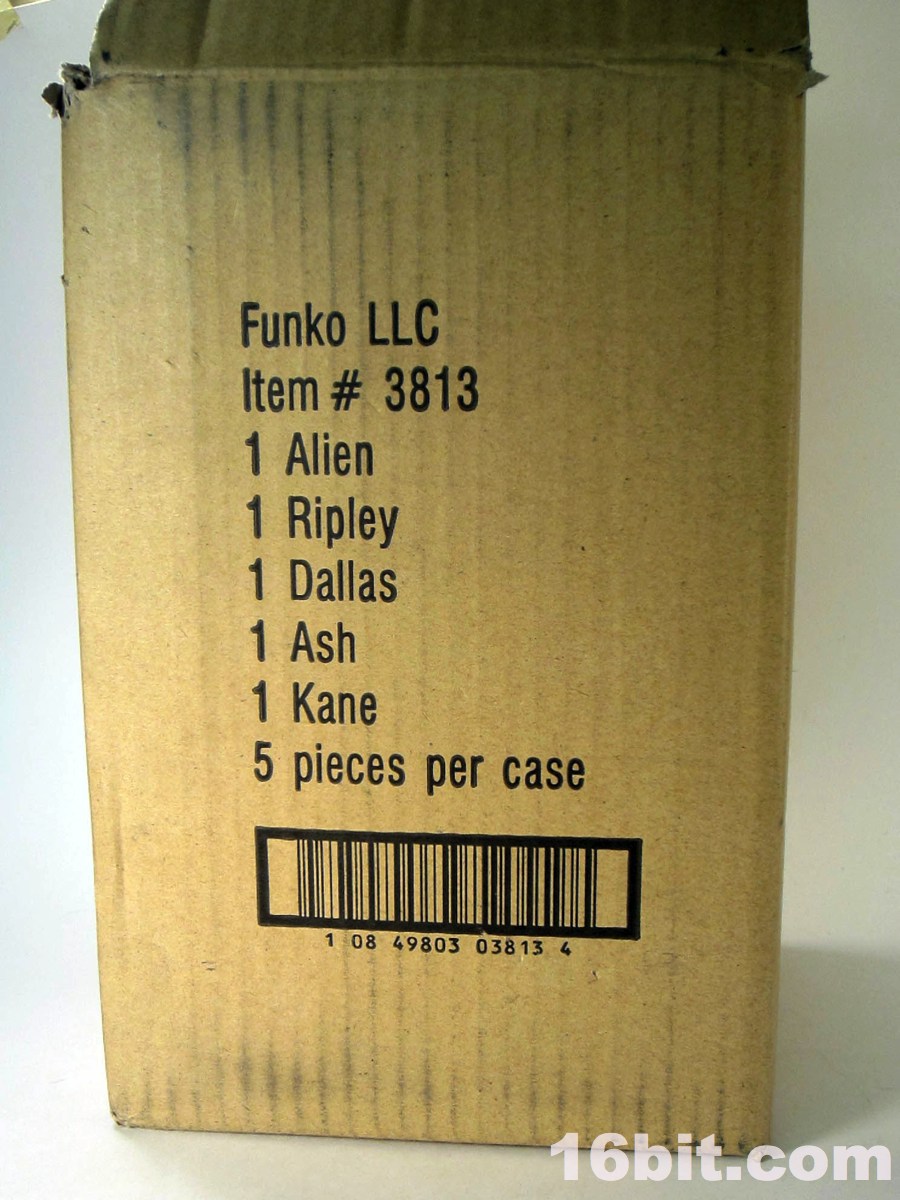 Funko LLC
Item # 3813
1 Alien
1 Ripley
1 Dallas
1 Ash
1 Kane
5 pieces per case
1 08 49803 03813 4
16bit.com